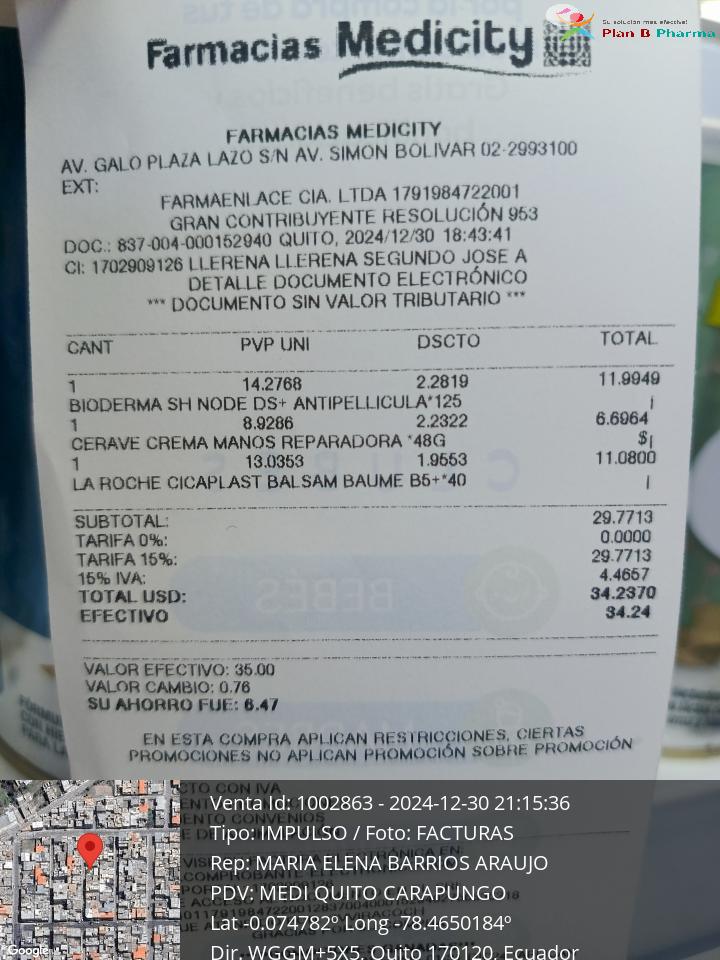 Su solución más efectiva!
Plan B Pharma
Farmacias Medicity
FARMACIAS MEDICITY
AV. GALO PLAZA LAZO S/N AV. SIMON BOLIVAR 02-2993100
EXT:
FARMAENLACE CIA. LTDA 1791984722001
GRAN CONTRIBUYENTE RESOLUCIÓN 953
DOC.: 837-004-000152940 QUITO, 2024/12/30 18:43:41
CI: 1702909126 LLERENA LLERENA SEGUNDO JOSE A
DETALLE DOCUMENTO ELECTRÓNICO
*** DOCUMENTO SIN VALOR TRIBUTARIO ***
CANT PVP UNI DSCTO TOTAL
1 14.2768 2.2819 11.9949
BIODERMA SH NODE DS+ ANTIPELLICULA*125 |
1 8.9286 2.2322 6.6964
CERAVE CREMA MANOS REPARADORA *48G $|
1 13.0353 1.9553 11.0800
LA ROCHE CICAPLAST BALSAM BAUME B5+*40 |
SUBTOTAL: 29.7713
TARIFA 0%: 0.0000
TARIFA 15%: 29.7713
15% IVA: 4.4657
TOTAL USD: 34.2370
EFECTIVO 34.24
BEBÉS
VALOR EFECTIVO: 35.00
VALOR CAMBIO: 0.76
SU AHORRO FUE: 6.47
EN ESTA COMPRA APLICAN RESTRICCIONES, CIERTAS
PROMOCIONES NO APLICAN PROMOCIÓN SOBRE PROMOCIÓN
CTO CON IVA
Venta Id: 1002863 - 2024-12-30 21:15:36
Tipo: IMPULSO / Foto: FACTURAS
Rep: MARIA ELENA BARRIOS ARAUJO
PDV: MEDI QUITO CARAPUNGO
Lat -0.074782º Long -78.4650184º
Dir. WGGM+5X5, Quito 170120, Ecuador
Google